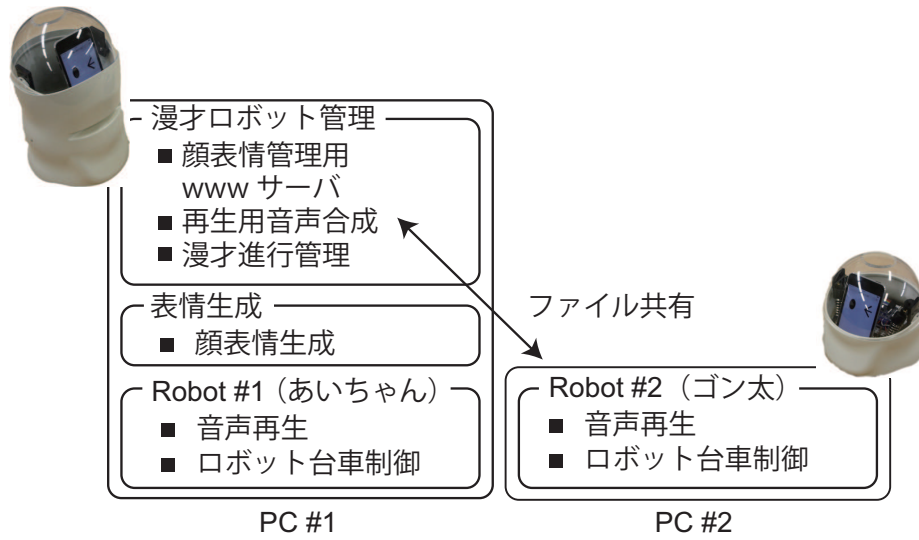 漫才ロボット管理
■ 顔表情管理用
www サーバ
■ 再生用音声合成
■ 漫才進行管理
表情生成
■ 顔表情生成
Robot #1（あいちゃん）
■ 音声再生
■ ロボット台車制御
PC #1
ファイル共有
Robot #2（ゴン太）
■ 音声再生
■ ロボット台車制御
PC #2